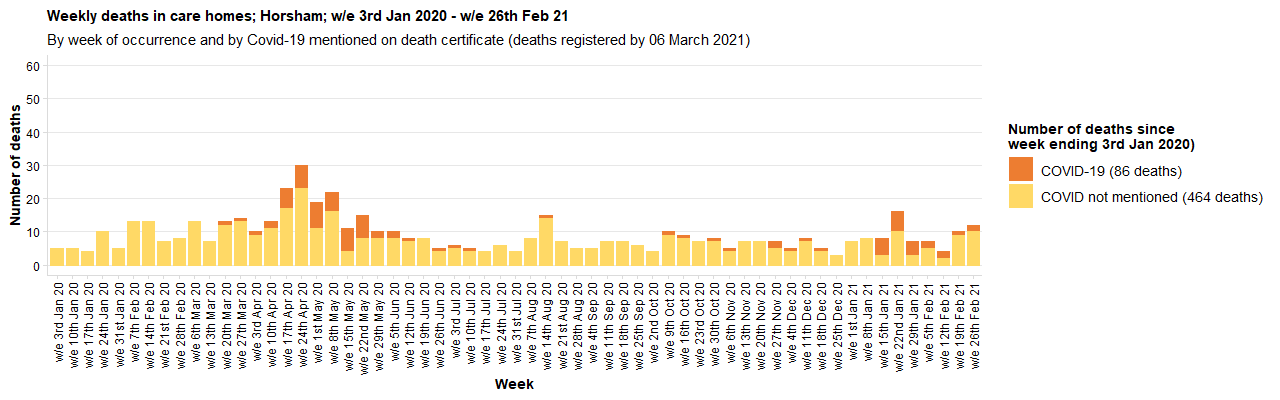 Weekly deaths in care homes; Horsham; w/e 3rd Jan 2020 - w/e 26th Feb 21
By week of occurrence and by Covid-19 mentioned on death certificate (deaths registered by 06 March 2021)
Number of deaths
60
50
40
30
20
10
0
w/e 3rd Jan 20
w/e 10th Jan 20
w/e 17th Jan 20
w/e 24th Jan 20
w/e 31st Jan 20
w/e 7th Feb 20
w/e 14th Feb 20
w/e 21st Feb 20
w/e 28th Feb 20
w/e 6th Mar 20
w/e 13th Mar 20
w/e 20th Mar 20
w/e 27th Mar 20
w/e 3rd Apr 20
w/e 10th Apr 20
w/e 17th Apr 20
w/e 24th Apr 20
w/e 1st May 20
w/e 8th May 20
w/e 15th May 20
w/e 22nd May 20
w/e 29th May 20
w/e 5th Jun 20
w/e 12th Jun 20
w/e 19th Jun 20
w/e 26th Jun 20
w/e 3rd Jul 20
w/e 10th Jul 20
w/e 17th Jul 20
w/e 24th Jul 20
w/e 31st Jul 20
w/e 7th Aug 20
w/e 14th Aug 20
w/e 21st Aug 20
w/e 28th Aug 20
w/e 4th Sep 20
w/e 11th Sep 20
w/e 18th Sep 20
w/e 25th Sep 20
w/e 2nd Oct 20
w/e 9th Oct 20
w/e 16th Oct 20
w/e 23rd Oct 20
w/e 30th Oct 20
w/e 6th Nov 20
w/e 13th Nov 20
w/e 20th Nov 20
w/e 27th Nov 20
w/e 4th Dec 20
w/e 11th Dec 20
w/e 18th Dec 20
w/e 25th Dec 20
w/e 1st Jan 21
w/e 8th Jan 21
w/e 15th Jan 21
w/e 22nd Jan 21
w/e 29th Jan 21
w/e 5th Feb 21
w/e 12th Feb 21
w/e 19th Feb 21
w/e 26th Feb 21
Week
Number of deaths since
week ending 3rd Jan 2020)
COVID-19 (86 deaths)
COVID not mentioned (464 deaths)